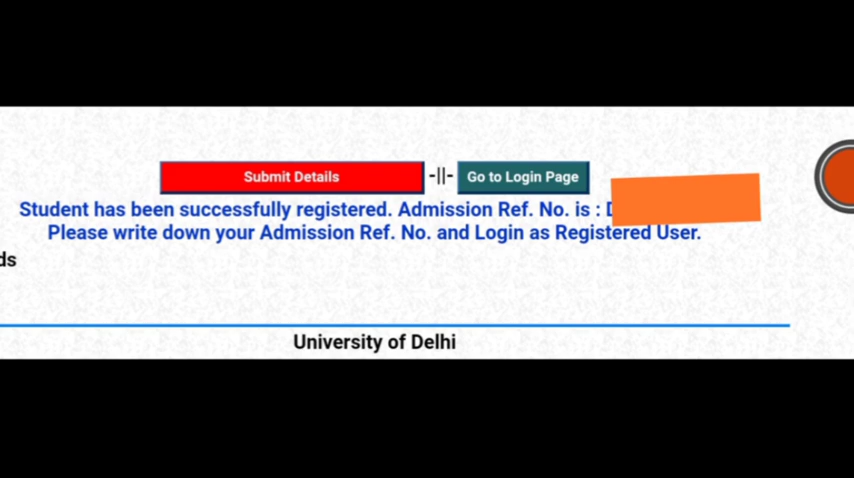 Submit Details -||- Go to Login Page
Student has been successfully registered. Admission Ref. No. is :
Please write down your Admission Ref. No. and Login as Registered User.
ds
University of Delhi